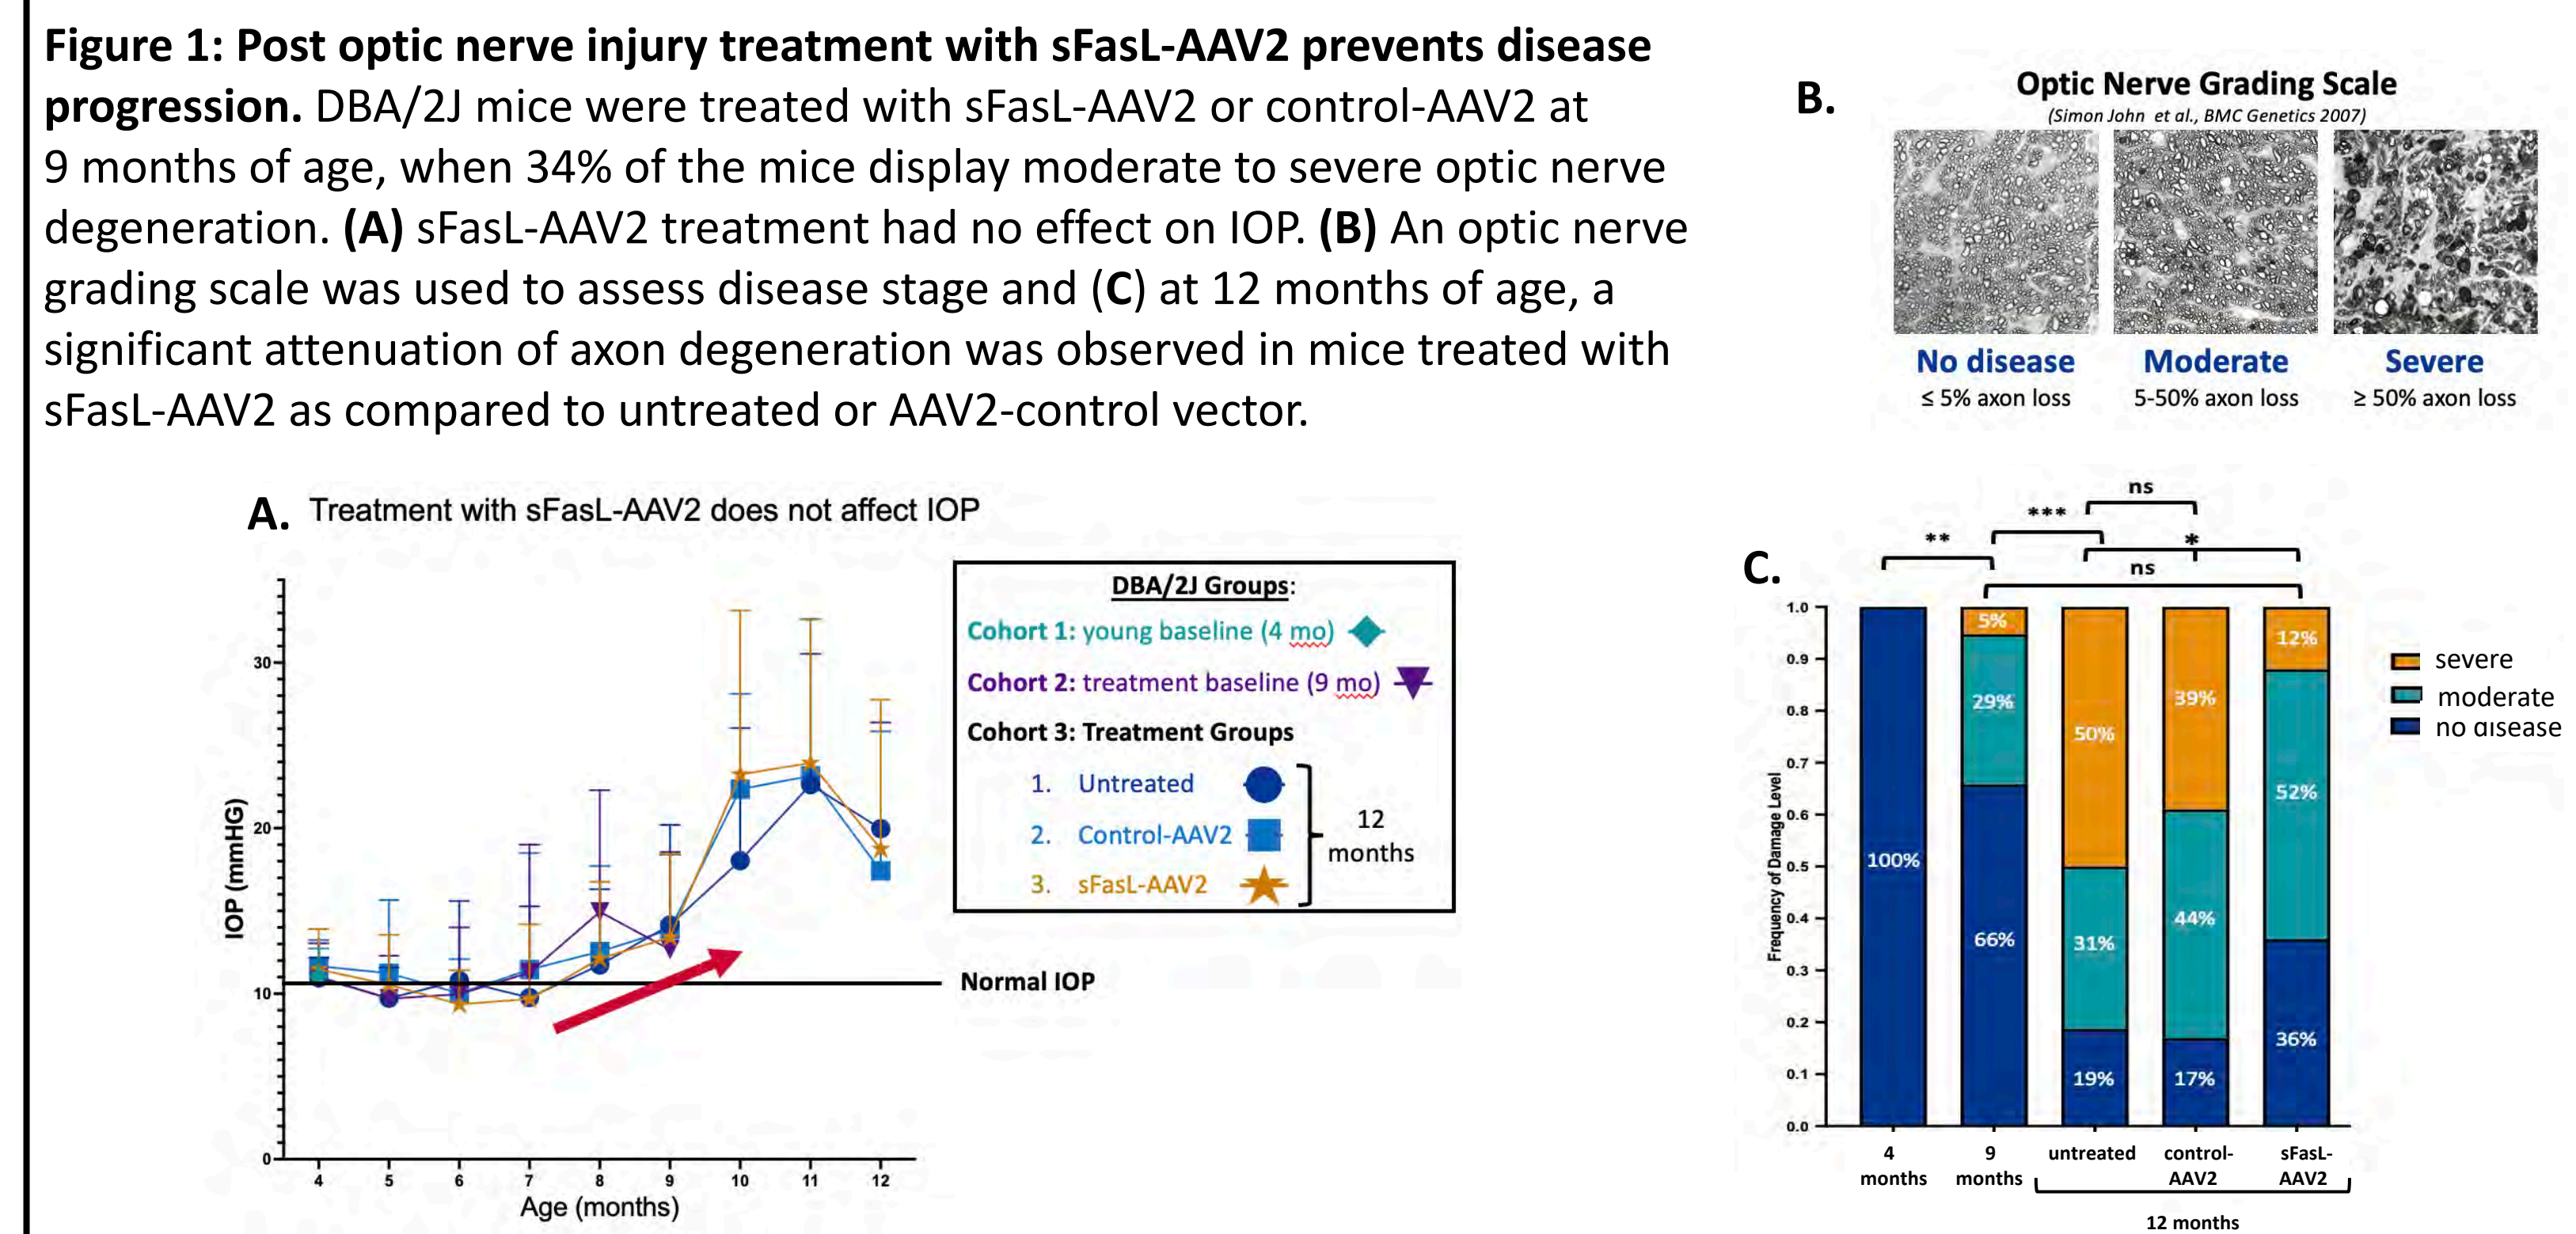 Figure 1: Post optic nerve injury treatment with sFasL-AAV2 prevents disease
progression. DBA/2J mice were treated with sFasL-AAV2 or control-AAV2 at
9 months of age, when 34% of the mice display moderate to severe optic nerve
degeneration. (A) sFasL-AAV2 treatment had no effect on IOP. (B) An optic nerve
grading scale was used to assess disease stage and (C) at 12 months of age, a
significant attenuation of axon degeneration was observed in mice treated with
sFasL-AAV2 as compared to untreated or AAV2-control vector.
B.
Optic Nerve Grading Scale
(Simon John et al., BMC Genetics 2007)
No disease Moderate Severe
≤ 5% axon loss 5-50% axon loss ≥ 50% axon loss
A. Treatment with sFasL-AAV2 does not affect IOP
IOP (mmHG)
30
20
10
0
4 5 6 7 8 9 10 11 12
Age (months)
Normal IOP
DBA/2J Groups:
Cohort 1: young baseline (4 mo)
Cohort 2: treatment baseline (9 mo)
Cohort 3: Treatment Groups
1. Untreated
2. Control-AAV2
3. sFasL-AAV2
12
months
C.
ns
***
**
*
ns
Frequency of Damage Level
1.0
0.9
0.8
0.7
0.6
0.5
0.4
0.3
0.2
0.1
0.0
100%
5%
29%
66%
50%
31%
19%
39%
44%
17%
12%
52%
36%
severe
moderate
no disease
4
months
9
months
untreated
control-
AAV2
sFasL-
AAV2
12 months